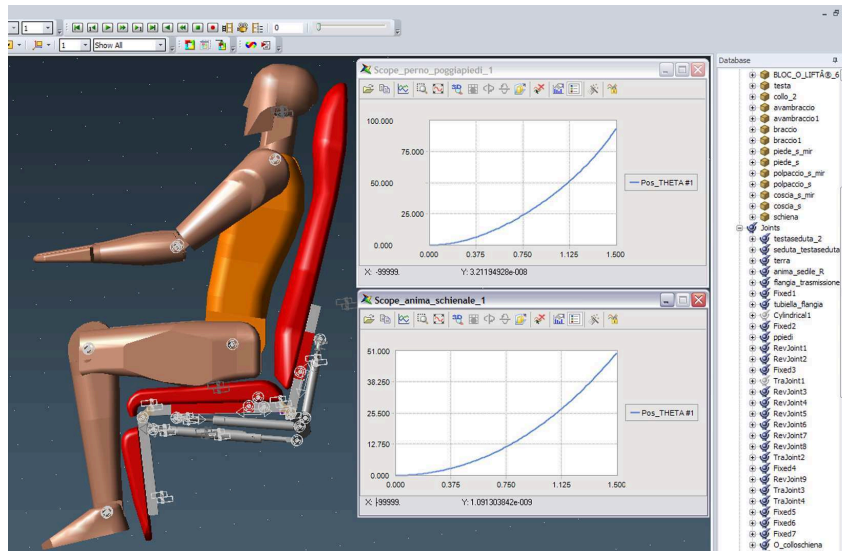 1
0
1
Show All
Scope_perno_poggiapiedi_1
100.000
75.000
50.000
25.000
0.000
0.000
0.375
0.750
1.125
1.500
Pos_THETA #1
X: -99999.
Y: 3.21194928e-008
Scope_anima_schienale_1
51.000
38.250
25.500
12.750
0.000
0.000
0.375
0.750
1.125
1.500
Pos_THETA #1
X: -99999.
Y: 1.091303842e-009
Database
BLOC_O_LIFTÂ®_6
testa
collo_2
avambraccio
avambraccio1
braccio
braccio1
piede_s_mir
piede_s
polpaccio_s_mir
polpaccio_s
coscia_s_mir
coscia_s
schiena
Joints
testaseduta_2
seduta_testaseduta
terra
anima_sedile_R
flangia_trasmissione
Fixed1
tubiella_flangia
Cylindrical1
Fixed2
ppiedi
RevJoint1
RevJoint2
Fixed3
TraJoint1
RevJoint3
RevJoint4
RevJoint5
RevJoint6
RevJoint7
RevJoint8
TraJoint2
Fixed4
RevJoint9
TraJoint3
TraJoint4
Fixed5
Fixed6
Fixed7
O_colloschiena